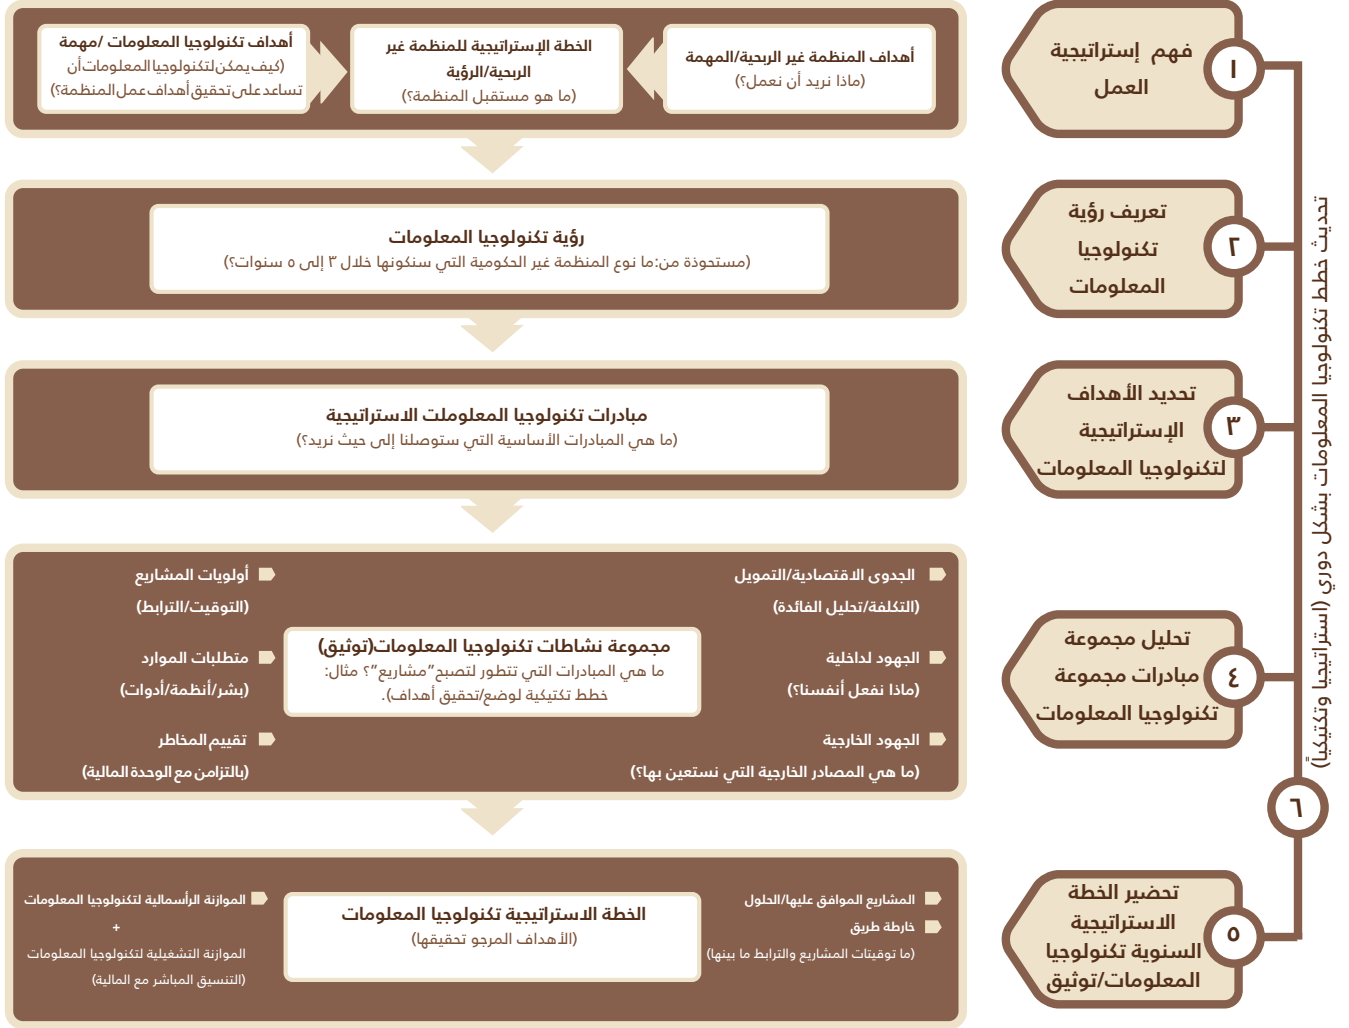 ١
فهم إستراتيجية
العمل
أهداف المنظمة غير الربحية/المهمة
(ماذا نريد أن نعمل؟)
الخطة الإستراتيجية للمنظمة غير
الربحية/الرؤية
(ما هو مستقبل المنظمة؟)
أهداف تكنولوجيا المعلومات /مهمة
(كيف يمكن لتكنولوجيا المعلومات أن
تساعد على تحقيق أهداف عمل المنظمة؟)
٢
تعريف رؤية
تكنولوجيا
المعلومات
رؤية تكنولوجيا المعلومات
(مستحوذة من:ما نوع المنظمة غير الحكومية التي سنكونها خلال ٣ إلى ٥ سنوات؟)
٣
تحديد الأهداف
الإستراتيجية
لتكنولوجيا المعلومات
مبادرات تكنولوجيا المعلوملت الاستراتيجية
(ما هي المبادرات الأساسية التي ستوصلنا إلى حيث نريد؟)
٤
تحليل مجموعة
مبادرات مجموعة
تكنولوجيا المعلومات
الجدوى الاقتصادية/التمويل
(التكلفة/تحليل الفائدة)
الجهود لداخلية
(ماذا نفعل أنفسنا؟)
الجهود الخارجية
(ما هي المصادر الخارجية التي نستعين بها؟)
مجموعة نشاطات تكنولوجيا المعلومات(توثيق)
ما هي المبادرات التي تتطور لتصبح”مشاريع”؟ مثال:
خطط تكتيكية لوضع/تحقيق أهداف).
أولويات المشاريع
(التوقيت/الترابط)
متطلبات الموارد
(بشر/أنظمة/أدوات)
تقييم المخاطر
(بالتزامن مع الوحدة المالية)
٥
تحضير الخطة
الاستراتيجية
السنوية تكنولوجيا
المعلومات/توثيق
المشاريع الموافق عليها/الحلول
خارطة طريق
(ما توقيتات المشاريع والترابط ما بينها)
الخطة الاستراتيجية تكنولوجيا المعلومات
(الأهداف المرجو تحقيقها)
الموازنة الرأسمالية لتكنولوجيا المعلومات
+
الموازنة التشغيلية لتكنولوجيا المعلومات
(التنسيق المباشر مع المالية)
٦
تحديث خطط تكنولوجيا المعلومات بشكل دوري (استراتيجيا وتكتيكياً)